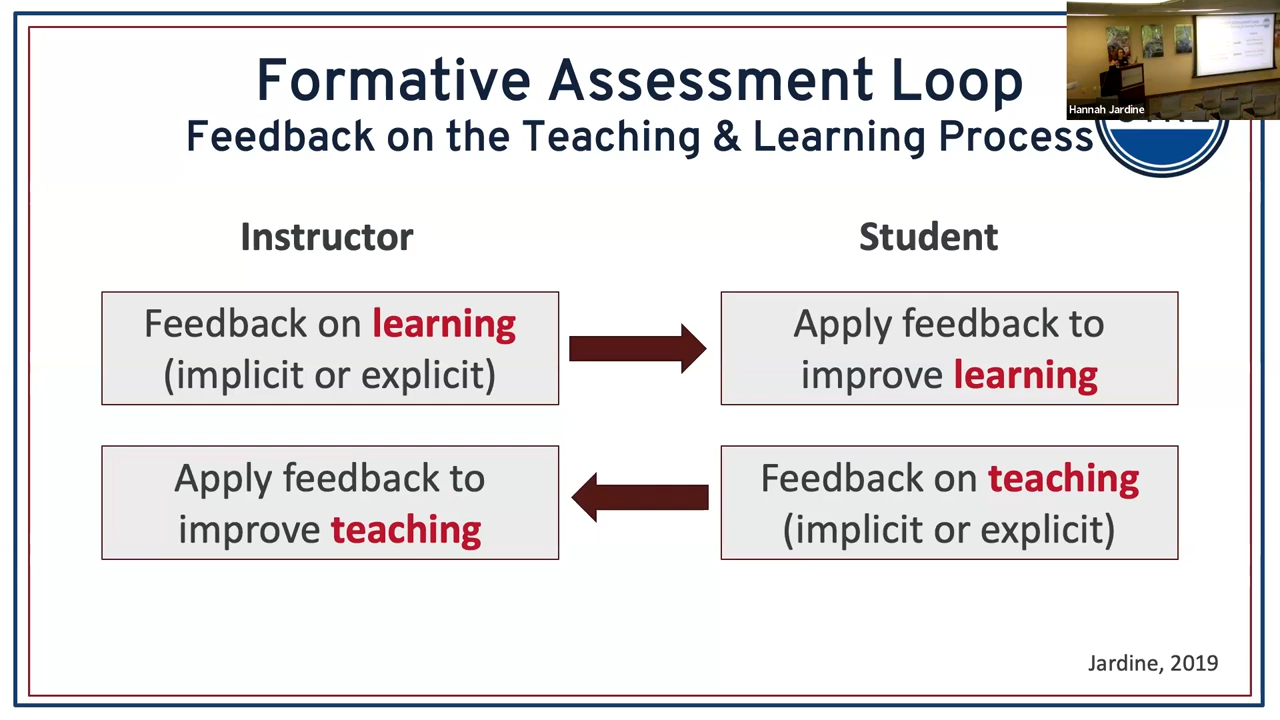 Formative Assessment Loop
Feedback on the Teaching & Learning Process
Hannah Jardine
Instructor
Student
Feedback on learning
(implicit or explicit)
Apply feedback to
improve learning
Apply feedback to
improve teaching
Feedback on teaching
(implicit or explicit)
Jardine, 2019